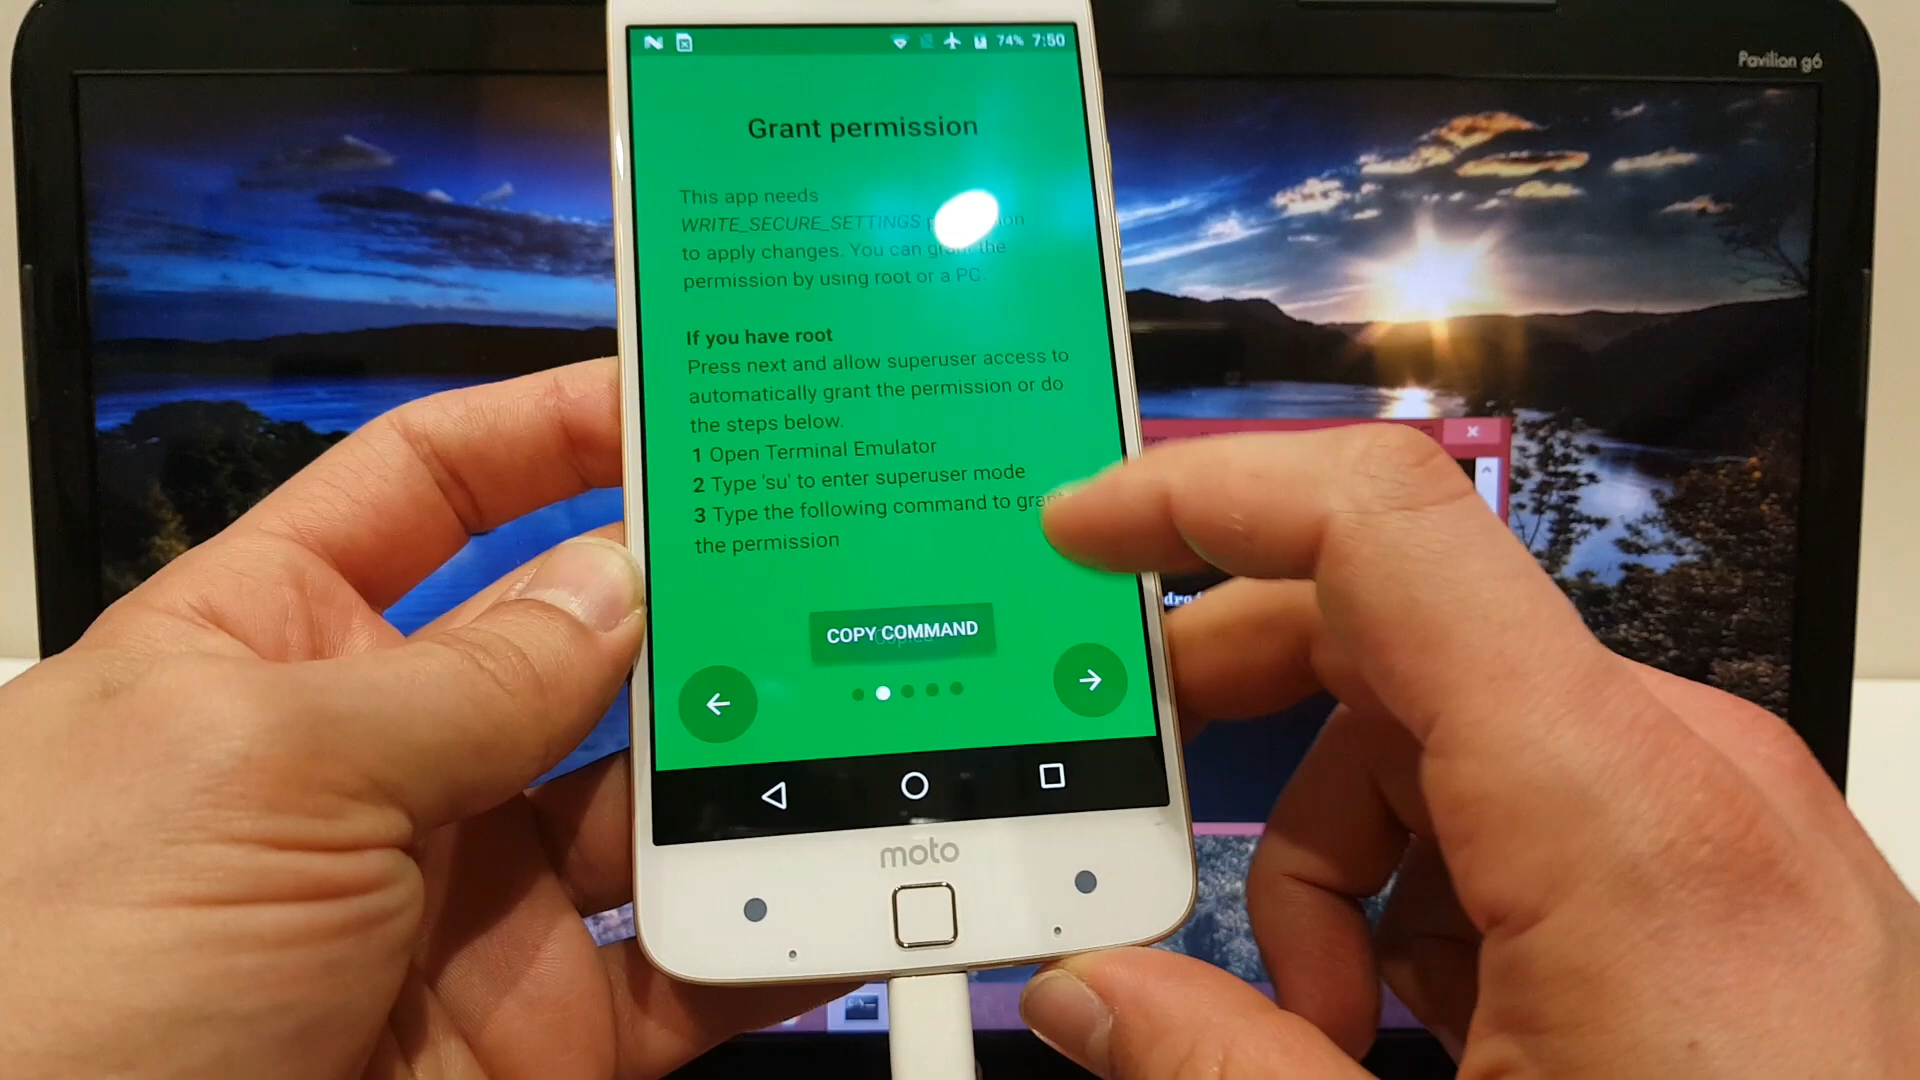 Pavilion g6
74% 7:50
Grant permission
This app needs
WRITE_SECURE_SETTINGS
to apply changes. You can the
permission by using root or a PC.
If you have root
Press next and allow superuser access to
automatically grant the permission or do
the steps below.
1 Open Terminal Emulator
2 Type 'su' to enter superuser mode
3 Type the following command to
the permission
COPY COMMAND
moto